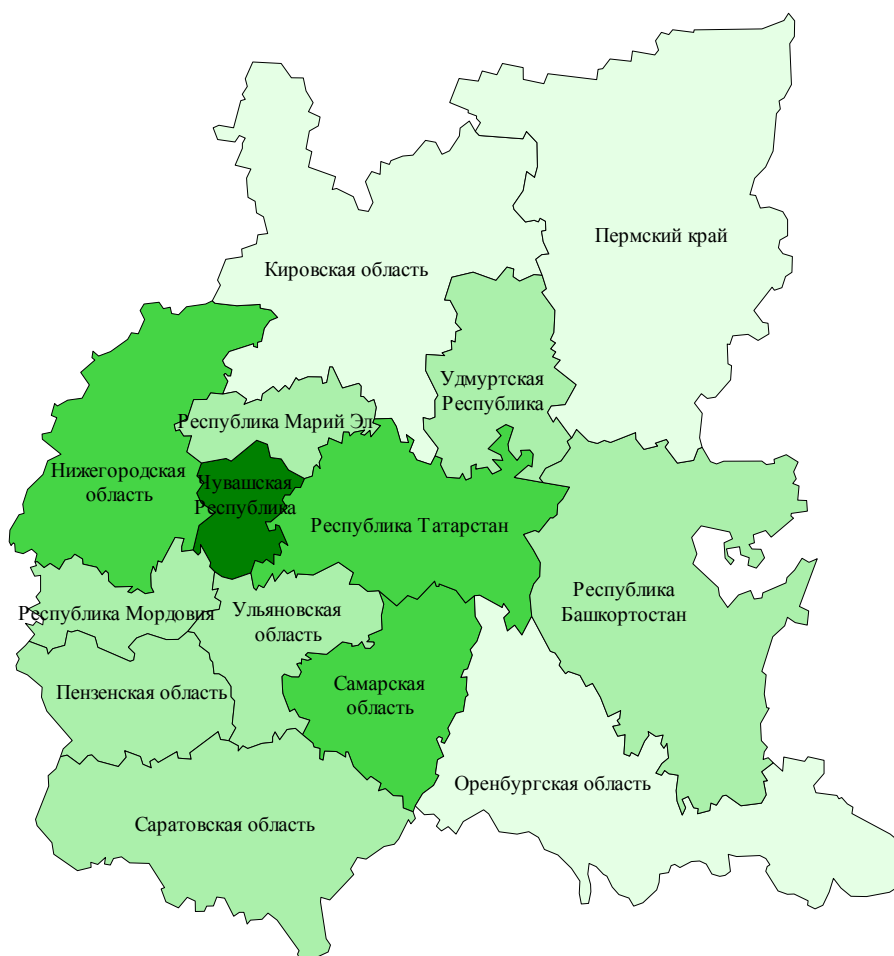 Пермский край
Кировская область
Удмуртская
Республика
Республика Марий Эл
Нижегородская
область
Чувашская
Республика
Республика Татарстан
Республика
Башкортостан
Республика Мордовия
Ульяновская
область
Пензенская область
Самарская
область
Оренбургская область
Саратовская область